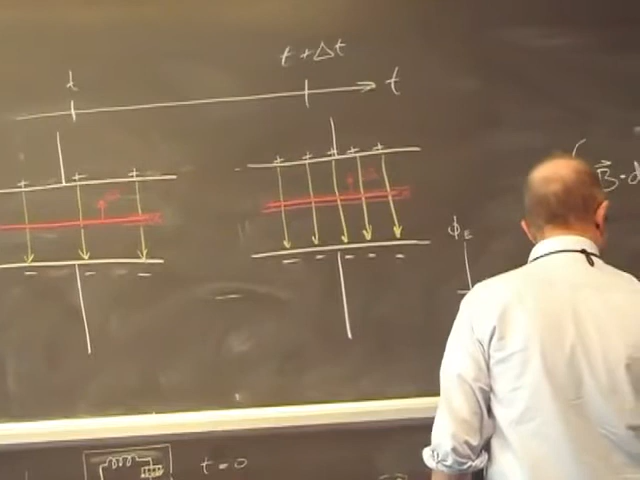 t
t + Δt
t
+ + +
+ + + + +
− − −
− − − −
Φ_E
B⃗ · d
t = 0